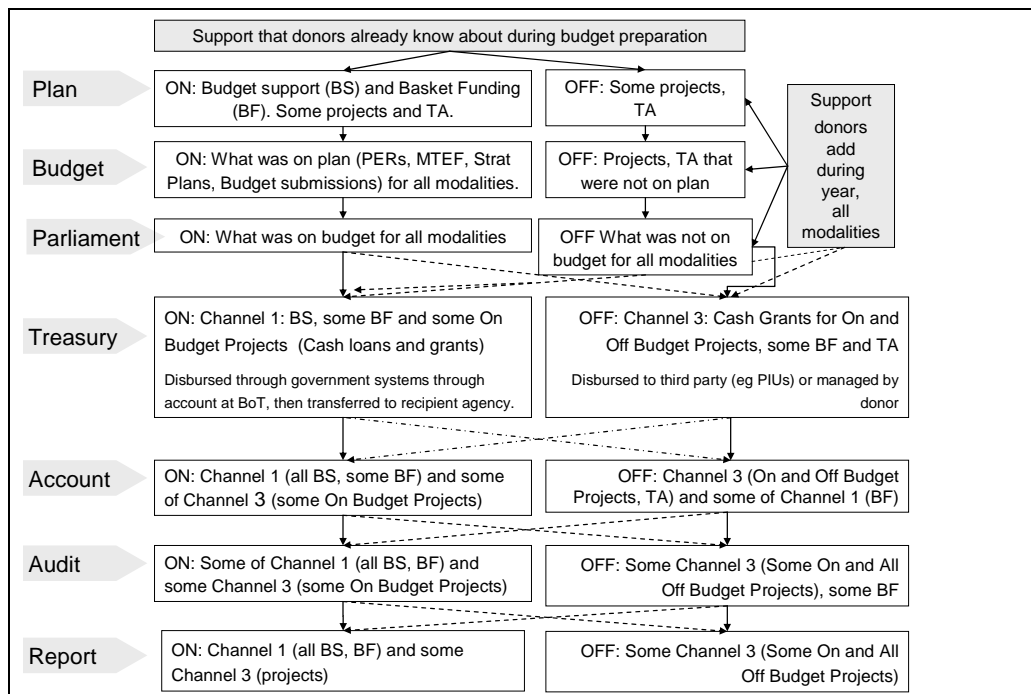 Support that donors already know about during budget preparation
Plan
ON: Budget support (BS) and Basket Funding
(BF). Some projects and TA.
OFF: Some projects,
TA
Support
donors
add
during
year,
all
modalities
Budget
ON: What was on plan (PERs, MTEF, Strat
Plans, Budget submissions) for all modalities.
OFF: Projects, TA that
were not on plan
Parliament
ON: What was on budget for all modalities
OFF What was not on
budget for all modalities
Treasury
ON: Channel 1: BS, some BF and some On
Budget Projects (Cash loans and grants)
Disbursed through government systems through
account at BoT, then transferred to recipient agency.
OFF: Channel 3: Cash Grants for On and
Off Budget Projects, some BF and TA
Disbursed to third party (eg PIUs) or managed by
donor
Account
ON: Channel 1 (all BS, some BF) and some
of Channel 3 (some On Budget Projects)
OFF: Channel 3 (On and Off Budget
Projects, TA) and some of Channel 1 (BF)
Audit
ON: Some of Channel 1 (all BS, BF) and
some Channel 3 (some On Budget Projects)
OFF: Some Channel 3 (Some On and All
Off Budget Projects), some BF
Report
ON: Channel 1 (all BS, BF) and some
Channel 3 (projects)
OFF: Some Channel 3 (Some On and All
Off Budget Projects)